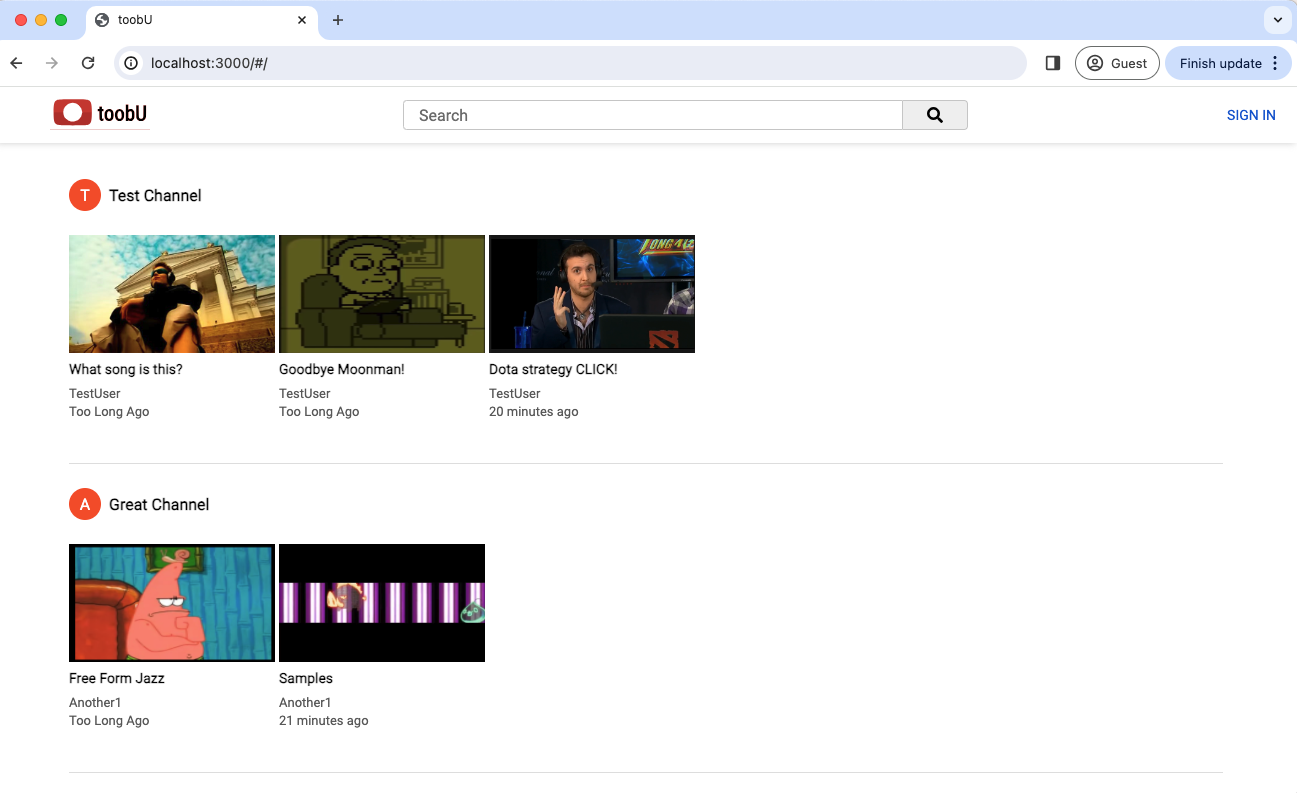 toobU
localhost:3000/#/
Guest
Finish update
toobU
Search
SIGN IN
T Test Channel
What song is this?
TestUser
Too Long Ago
Goodbye Moonman!
TestUser
Too Long Ago
Dota strategy CLICK!
TestUser
20 minutes ago
A Great Channel
Free Form Jazz
Another1
Too Long Ago
Samples
Another1
21 minutes ago